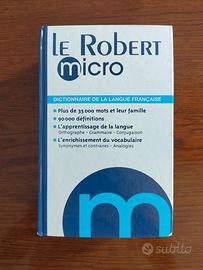 Le ROBERT
micro
DICTIONNAIRE DE LA LANGUE FRANÇAISE
Plus de 35 000 mots et leur famille
90 000 définitions
L'apprentissage de la langue
Orthographe - Grammaire - Conjugaison
L'enrichissement du vocabulaire
Synonymes et contraires - Analogies
m
subito